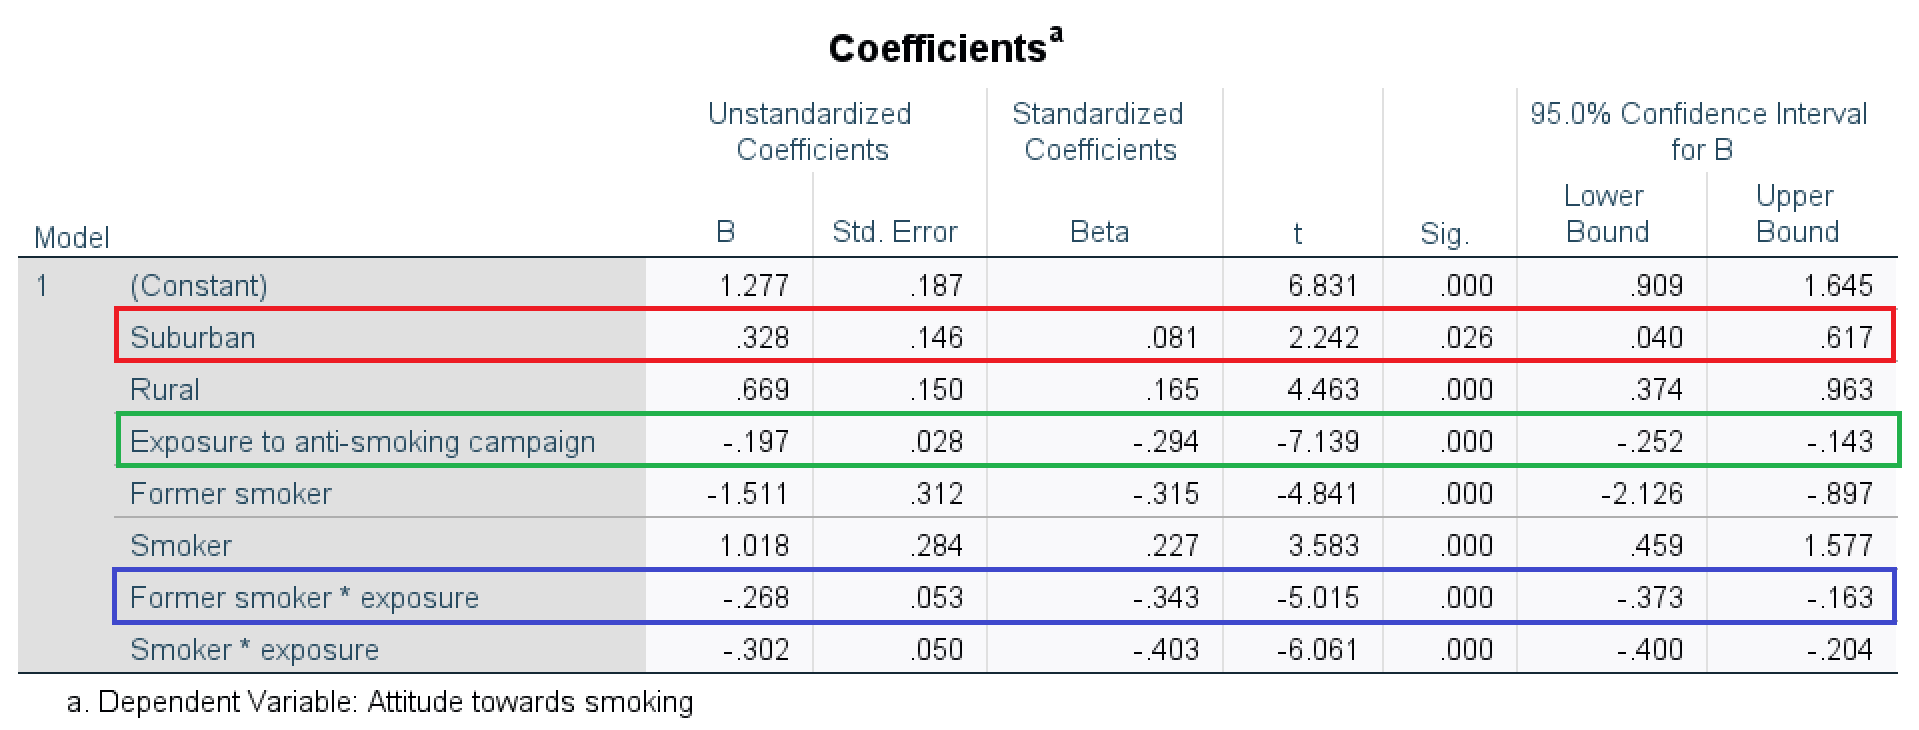 Coefficientsa
Unstandardized Coefficients Standardized Coefficients 95.0% Confidence Interval for B
Model B Std. Error Beta t Sig. Lower Bound Upper Bound
1 (Constant) 1.277 .187 6.831 .000 .909 1.645
Suburban .328 .146 .081 2.242 .026 .040 .617
Rural .669 .150 .165 4.463 .000 .374 .963
Exposure to anti-smoking campaign -.197 .028 -.294 -7.139 .000 -.252 -.143
Former smoker -1.511 .312 -.315 -4.841 .000 -2.126 -.897
Smoker 1.018 .284 .227 3.583 .000 .459 1.577
Former smoker * exposure -.268 .053 -.343 -5.015 .000 -.373 -.163
Smoker * exposure -.302 .050 -.403 -6.061 .000 -.400 -.204
a. Dependent Variable: Attitude towards smoking